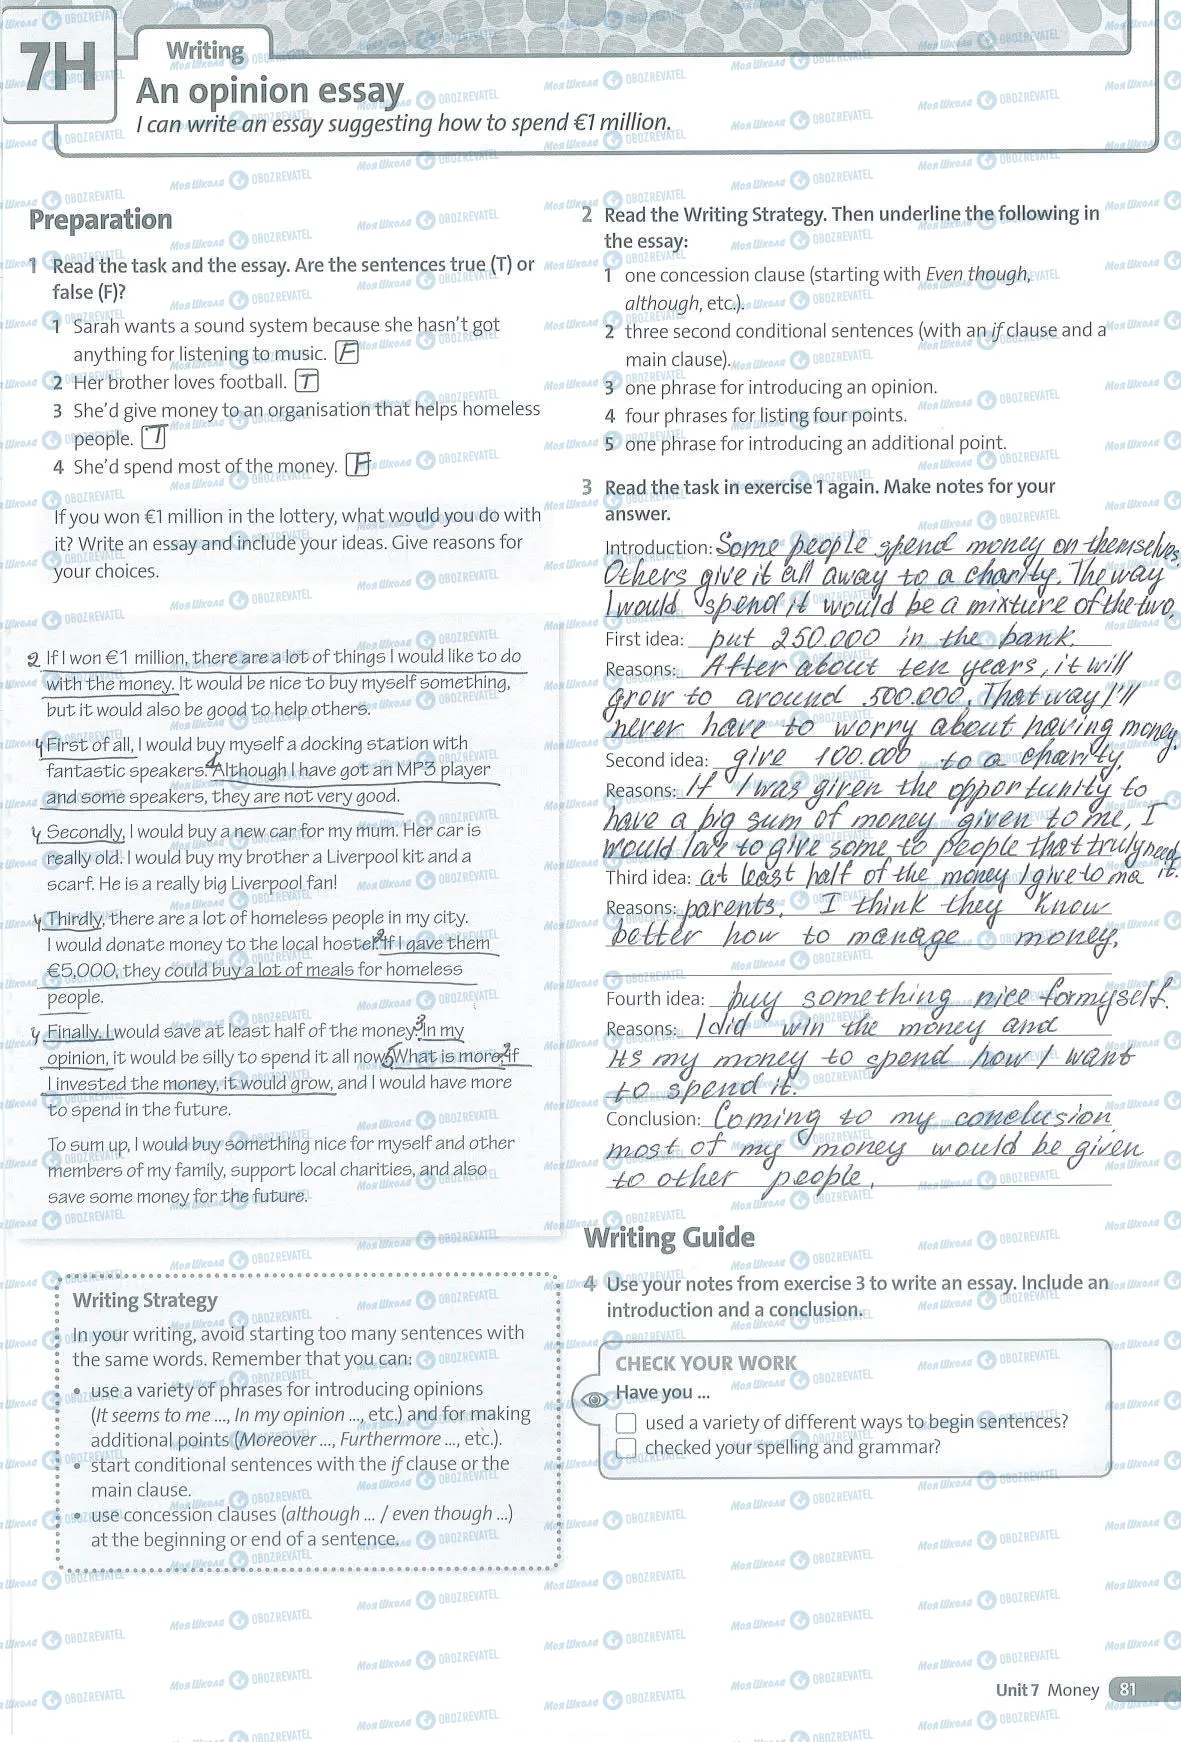 7H
Writing
An opinion essay
I can write an essay suggesting how to spend €1 million.
Preparation
1 Read the task and the essay. Are the sentences true (T) or
false (F)?
1 Sarah wants a sound system because she hasn't got
anything for listening to music. F
2 Her brother loves football. T
3 She'd give money to an organisation that helps homeless
people. T
4 She'd spend most of the money. F
If you won €1 million in the lottery, what would you do with
it? Write an essay and include your ideas. Give reasons for
your choices.
2 If I won €1 million, there are a lot of things I would like to do
with the money. It would be nice to buy myself something,
but it would also be good to help others.
4 First of all, I would buy myself a docking station with
fantastic speakers. Although I have got an MP3 player
and some speakers, they are not very good.
4 Secondly, I would buy a new car for my mum. Her car is
really old. I would buy my brother a Liverpool kit and a
scarf. He is a really big Liverpool fan!
4 Thirdly, there are a lot of homeless people in my city.
I would donate money to the local hostel. 2 If I gave them
€5,000, they could buy a lot of meals for homeless
people.
4 Finally, I would save at least half of the money. 3 In my
opinion, it would be silly to spend it all now. 5 What is more, 2 if
I invested the money, it would grow, and I would have more
to spend in the future.
To sum up, I would buy something nice for myself and other
members of my family, support local charities, and also
save some money for the future.
Writing Strategy
In your writing, avoid starting too many sentences with
the same words. Remember that you can:
• use a variety of phrases for introducing opinions
(It seems to me ..., In my opinion ..., etc.) and for making
additional points (Moreover ..., Furthermore ..., etc.).
• start conditional sentences with the if clause or the
main clause.
• use concession clauses (although ... / even though ...)
at the beginning or end of a sentence.
2 Read the Writing Strategy. Then underline the following in
the essay:
1 one concession clause (starting with Even though,
although, etc.).
2 three second conditional sentences (with an if clause and a
main clause).
3 one phrase for introducing an opinion.
4 four phrases for listing four points.
5 one phrase for introducing an additional point.
3 Read the task in exercise 1 again. Make notes for your
answer.
Introduction: Some people spend money on themselves.
Others give it all away to a charity. The way
I would spend it would be a mixture of the two.
First idea: put 250.000 in the bank.
Reasons: After about ten years, it will
grow to around 500.000. That way I'll
never have to worry about having money.
Second idea: give 100.000 to a charity.
Reasons: If I was given the opportunity to
have a big sum of money given to me, I
would love to give some to people that truly need
it.
Third idea: at least half of the money I give to ma
Reasons: parents. I think they know
better how to manage money.
Fourth idea: buy something nice for myself.
Reasons: I did win the money and
its my money to spend how I want
to spend it.
Conclusion: Coming to my conclusion,
most of my money would be given
to other people.
Writing Guide
4 Use your notes from exercise 3 to write an essay. Include an
introduction and a conclusion.
CHECK YOUR WORK
Have you ...
used a variety of different ways to begin sentences?
checked your spelling and grammar?
Unit 7 Money 81
Моя Школа OBOZREVATEL